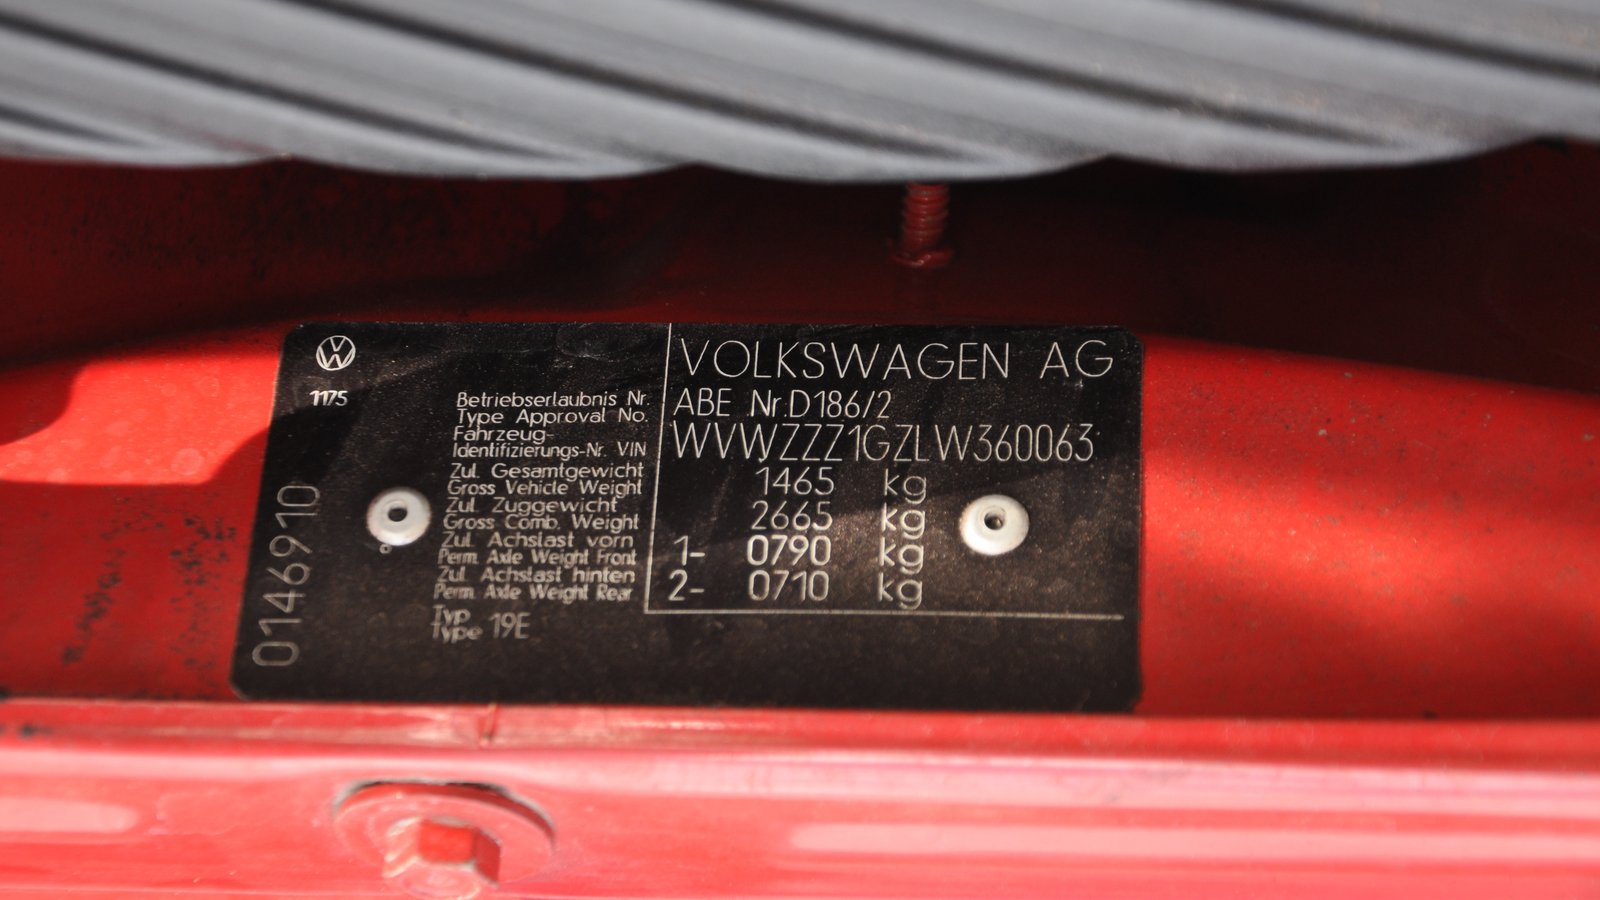 VW
1175
VOLKSWAGEN AG
Betriebserlaubnis Nr.
Type Approval No.
ABE Nr.D186/2
Fahrzeug-
Identifizierungs-Nr. VIN
WVWZZZ1GZLW360063
Zul. Gesamtgewicht
Gross Vehicle Weight
1465 kg
Zul. Zuggewicht
Gross Comb. Weight
2665 kg
Zul. Achslast vorn
Perm. Axle Weight Front
1- 0790 kg
Zul. Achslast hinten
Perm. Axle Weight Rear
2- 0710 kg
Typ
Type 19E
0146910